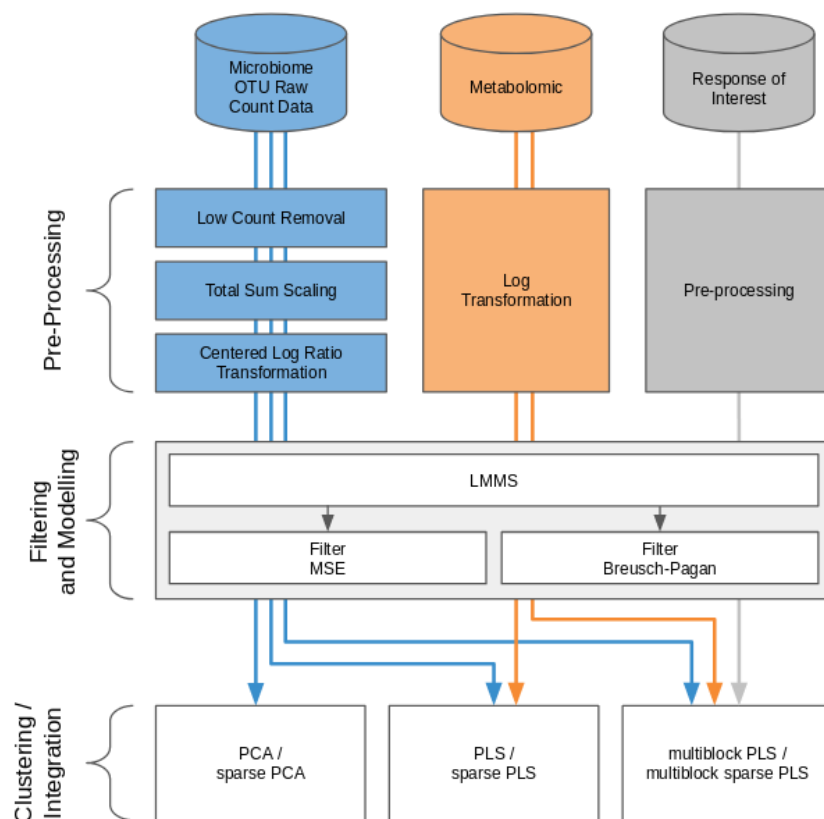 Microbiome
OTU Raw
Count Data
Metabolomic
Response of
Interest
Pre-Processing
Low Count Removal
Total Sum Scaling
Centered Log Ratio
Transformation
Log
Transformation
Pre-processing
Filtering
and Modelling
LMMS
Filter
MSE
Filter
Breusch-Pagan
Clustering /
Integration
PCA /
sparse PCA
PLS /
sparse PLS
multiblock PLS /
multiblock sparse PLS